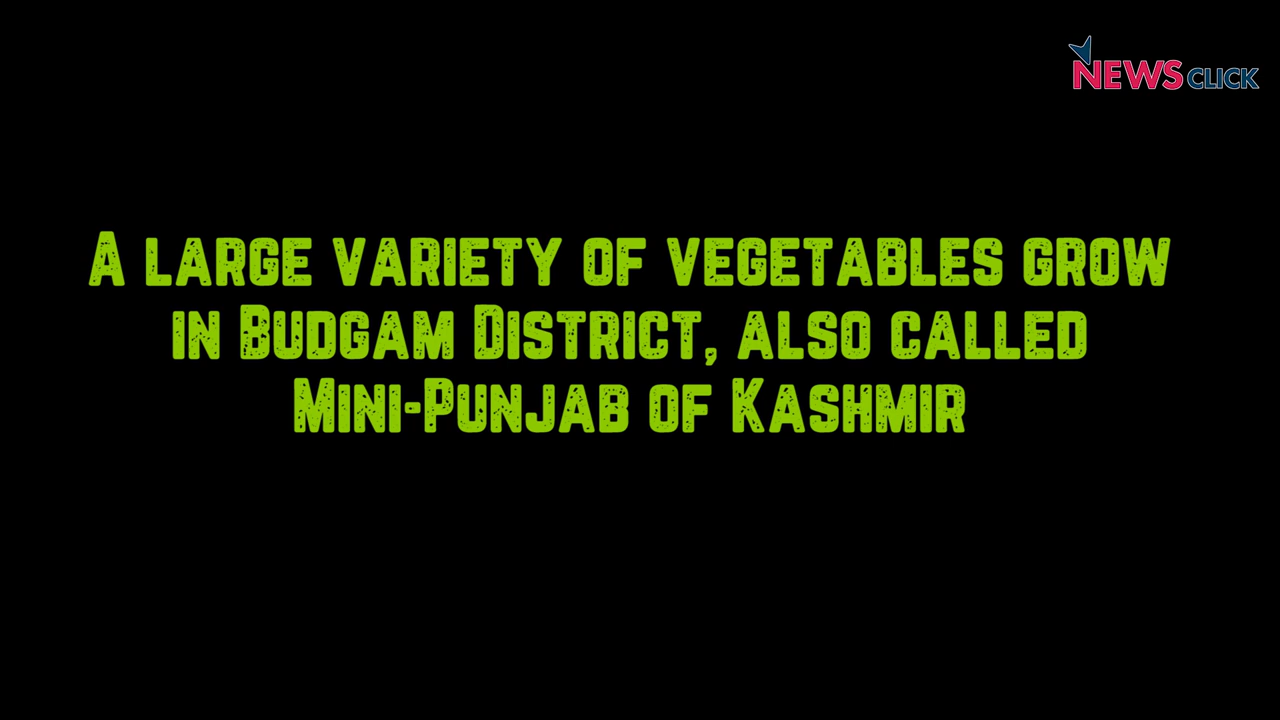 NEWSCLICK
A LARGE VARIETY OF VEGETABLES GROW
IN BUDGAM DISTRICT, ALSO CALLED
MINI-PUNJAB OF KASHMIR